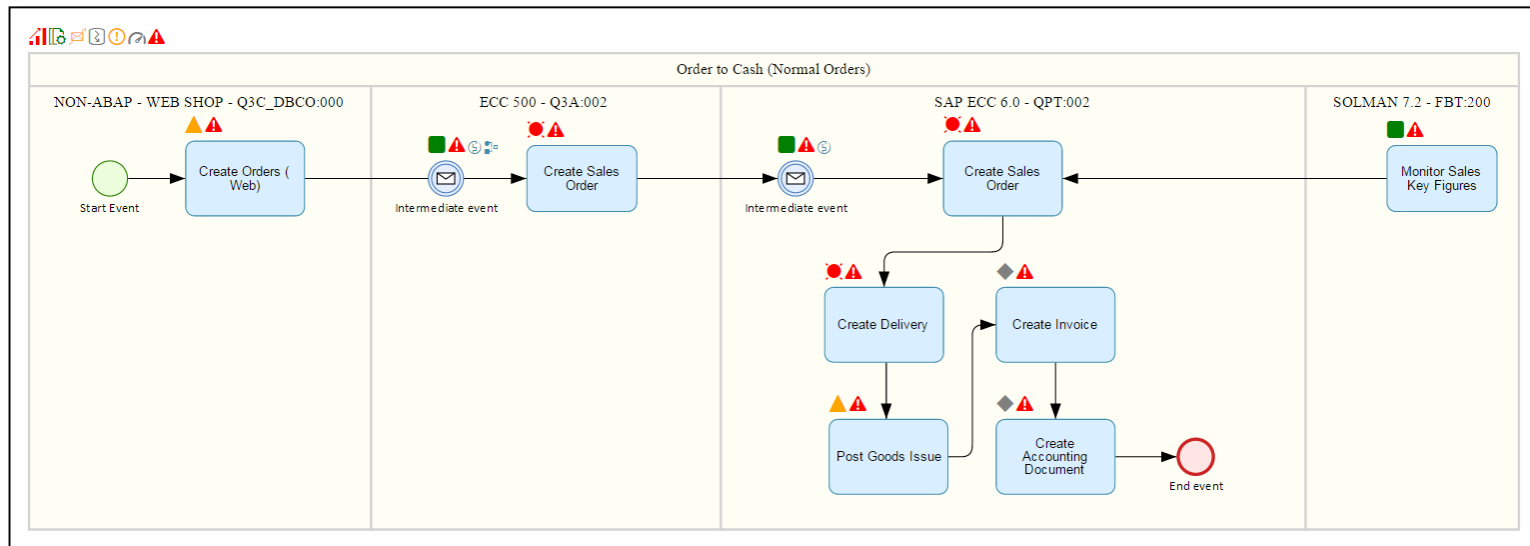 Order to Cash (Normal Orders)
NON-ABAP - WEB SHOP - Q3C_DBCO:000
ECC 500 - Q3A:002
SAP ECC 6.0 - QPT:002
SOLMAN 7.2 - FBT:200
Start Event
Create Orders (
Web)
Intermediate event
Create Sales
Order
Intermediate event
Create Sales
Order
Monitor Sales
Key Figures
Create Delivery
Create Invoice
Post Goods Issue
Create
Accounting
Document
End event